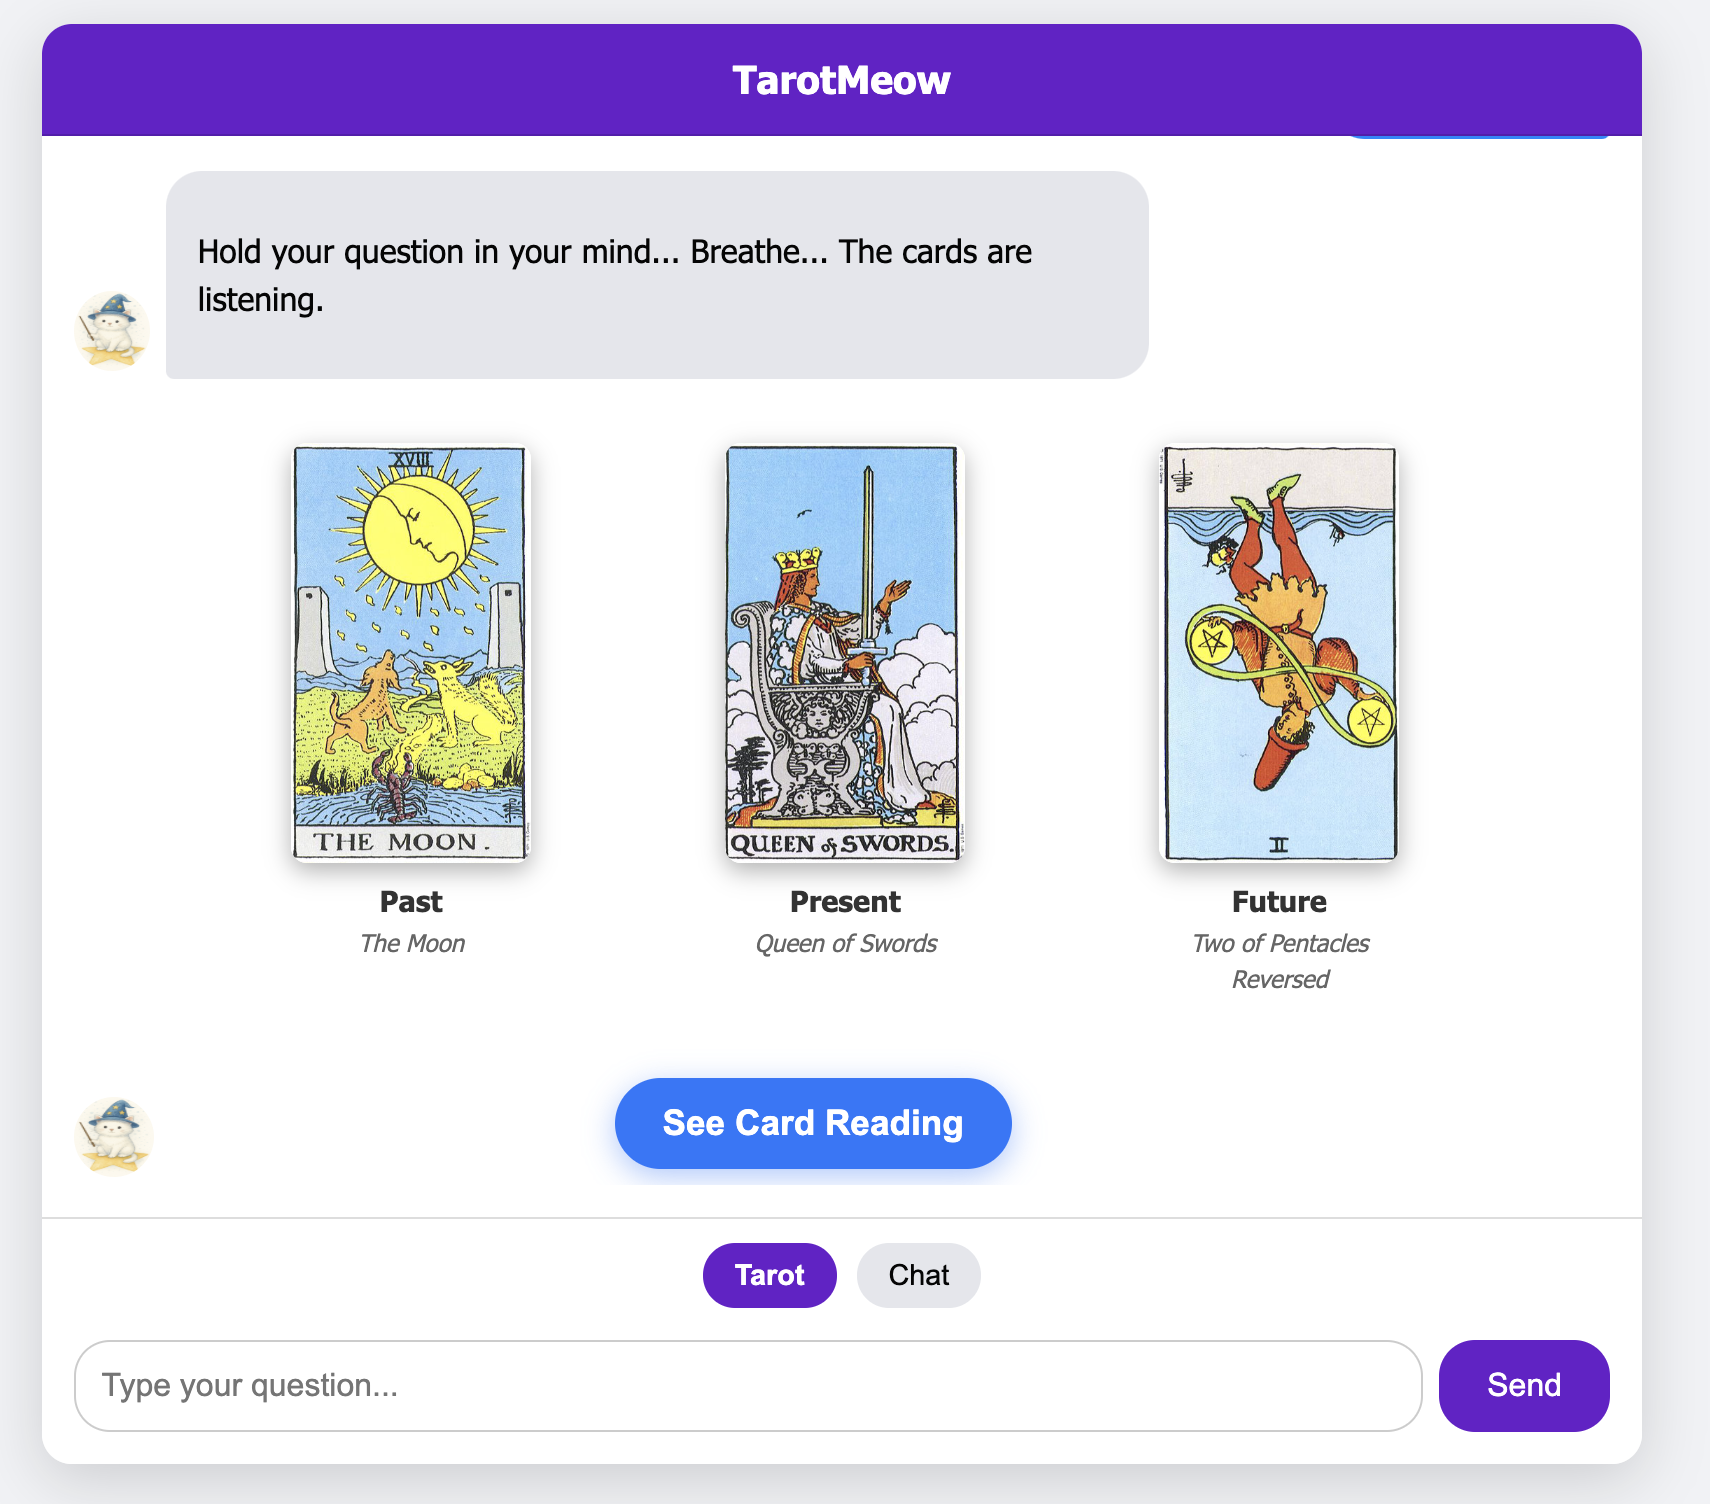 TarotMeow
Hold your question in your mind... Breathe... The cards are
listening.
XVIII
THE MOON.
QUEEN of SWORDS.
II
Past
Present
Future
The Moon
Queen of Swords
Two of Pentacles
Reversed
See Card Reading
Tarot
Chat
Type your question...
Send